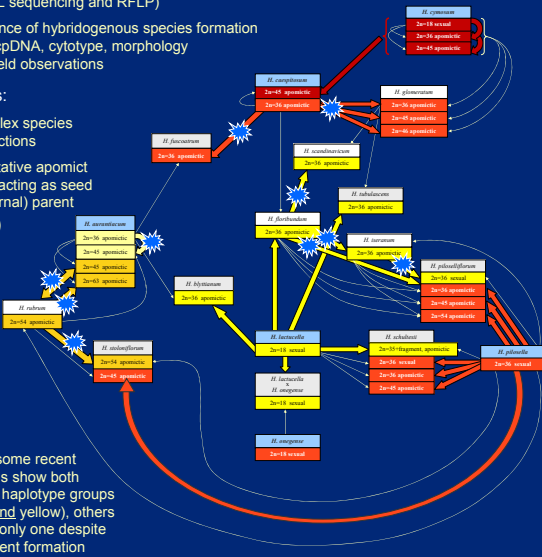 L sequencing and RFLP)
ence of hybridogenous species formation
cpDNA, cytotype, morphology
eld observations
s:
lex species
ctions
tative apomict
acting as seed
ernal) parent
)
H. cymosum
2n=18 sexual
2n=36 apomictic
2n=45 apomictic
H. caespitosum
2n=45 apomictic
2n=36 apomictic
H. glomeratum
2n=36 apomictic
2n=45 apomictic
2n=46 apomictic
H. fuscoatrum
2n=36 apomictic
H. scandinavicum
2n=36 apomictic
H. tubulascens
2n=36 apomictic
H. aurantiacum
2n=36 apomictic
2n=45 apomictic
2n=45 apomictic
2n=63 apomictic
H. floribundum
2n=36 apomictic
H. iseranum
2n=36 apomictic
H. piloselliflorum
2n=36 sexual
2n=36 apomictic
2n=45 apomictic
2n=54 apomictic
H. blyttianum
2n=36 apomictic
H. rubrum
2n=54 apomictic
H. stoloniflorum
2n=54 apomictic
2n=45 apomictic
H. lactucella
2n=18 sexual
H. schultesii
2n=35+fragment, apomictic
2n=36 sexual
2n=36 apomictic
2n=45 apomictic
H. pilosella
2n=36 sexual
H. lactucella
x
H. onegense
2n=18 sexual
H. onegense
2n=18 sexual
some recent
s show both
haplotype groups
and yellow), others
only one despite
ent formation